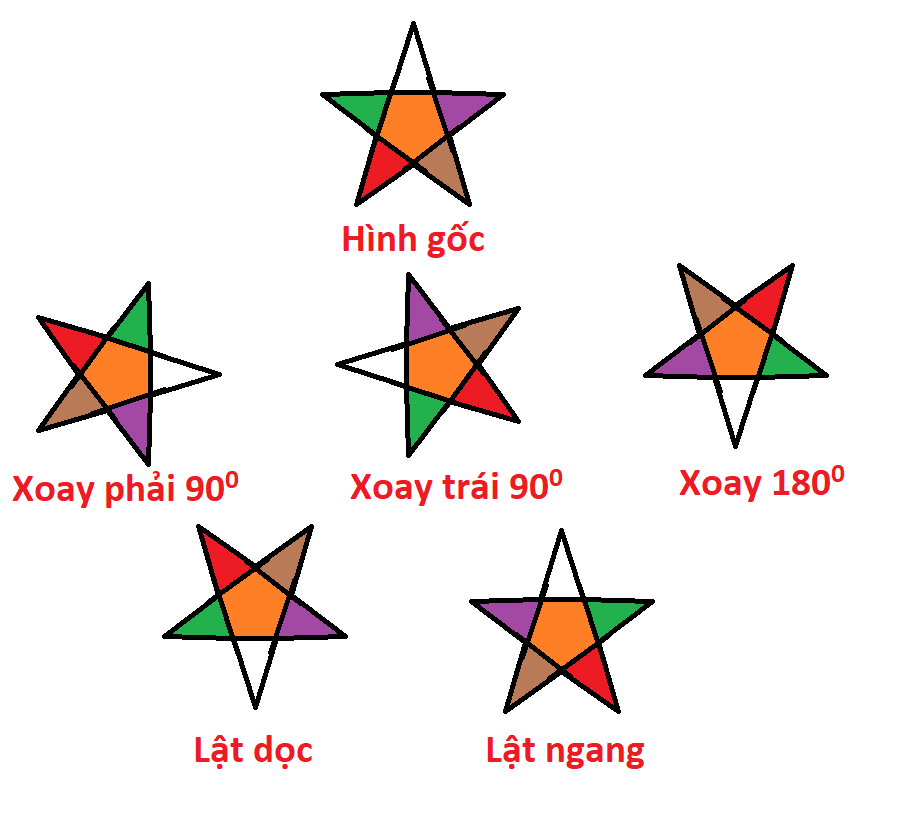 Hình gốc
Xoay phải 90⁰
Xoay trái 90⁰
Xoay 180⁰
Lật dọc
Lật ngang